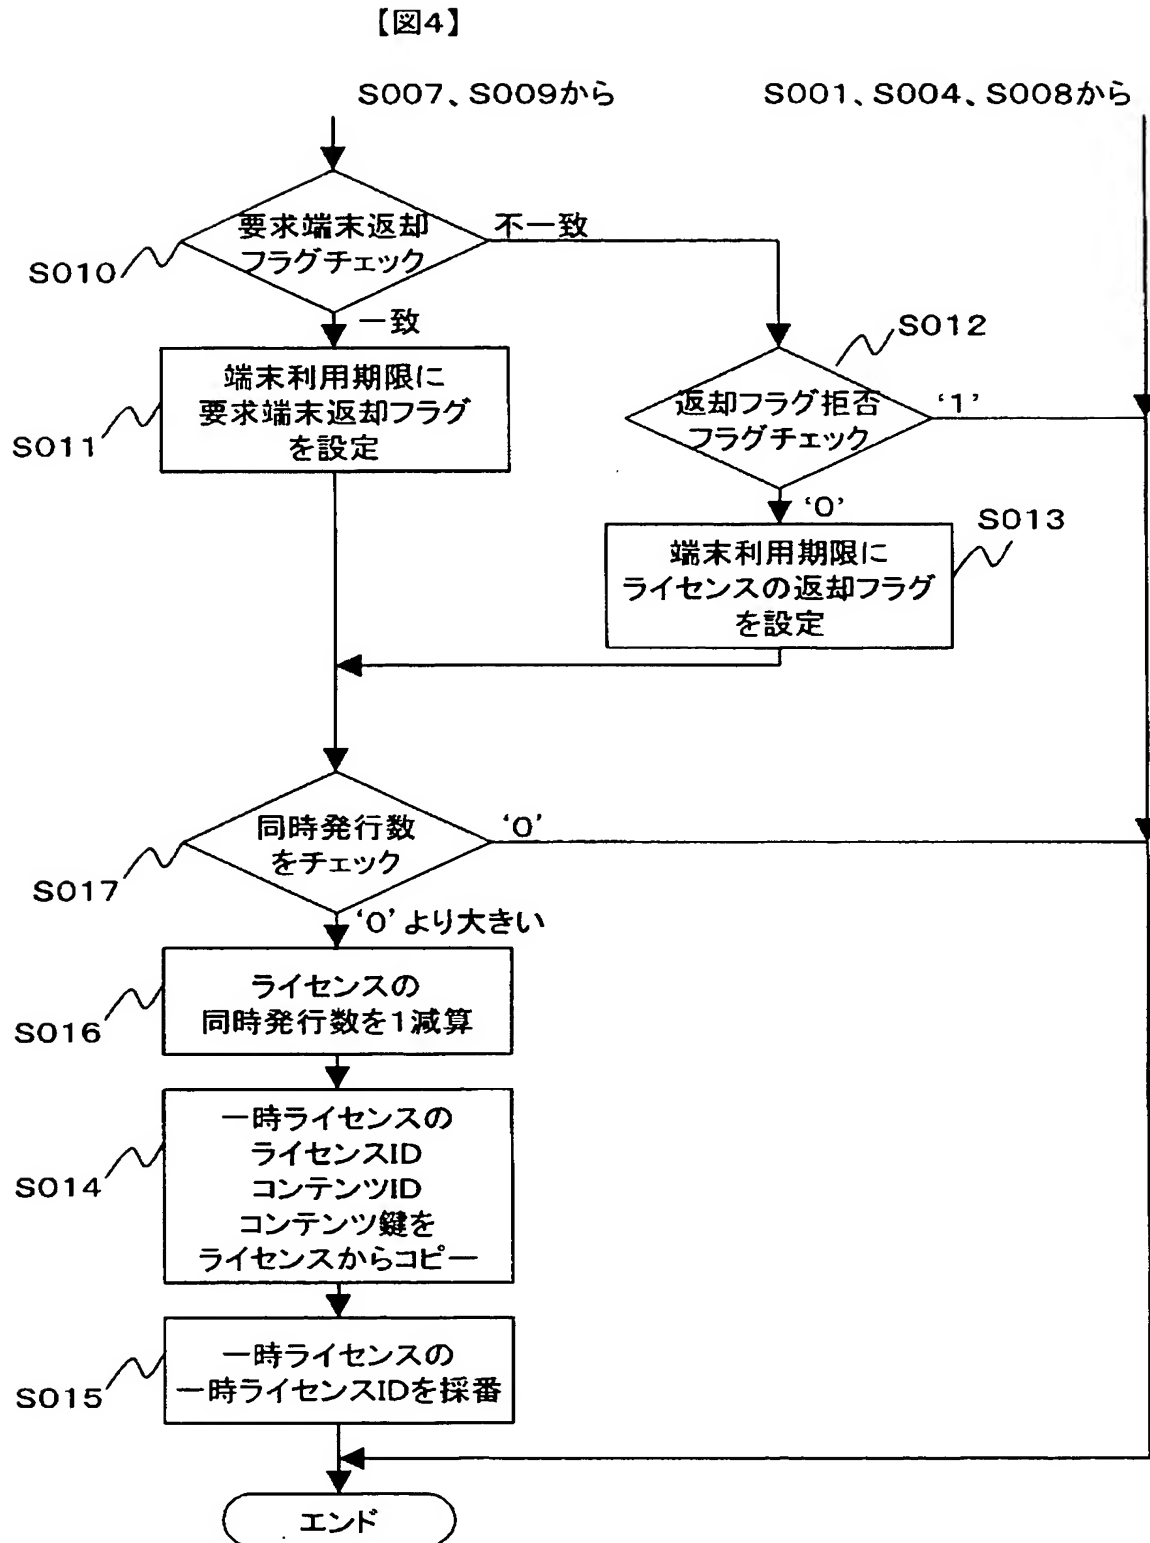 【図4】
S007、S009から
S001、S004、S008から
要求端末返却
フラグチェック
不一致
S010
一致
S012
端末利用期限に
要求端末返却フラグ
を設定
S011
返却フラグ拒否
フラグチェック
‘1’
‘0’
S013
端末利用期限に
ライセンスの返却フラグ
を設定
同時発行数
をチェック
‘0’
S017
‘0’より大きい
ライセンスの
同時発行数を1減算
S016
一時ライセンスの
ライセンスID
コンテンツID
コンテンツ鍵を
ライセンスからコピー
S014
一時ライセンスの
一時ライセンスIDを採番
S015
エンド